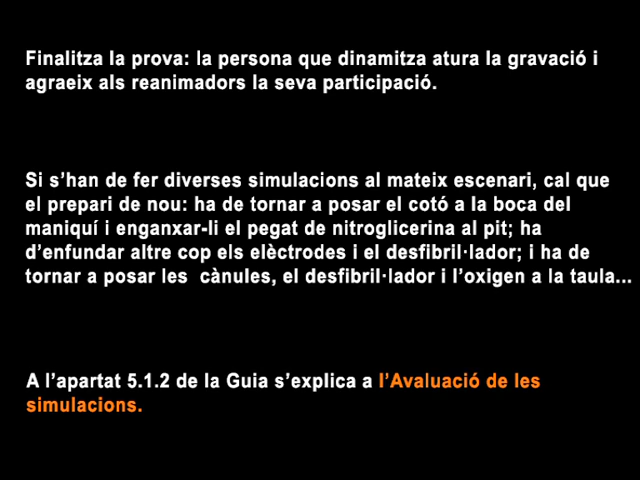 Finalitza la prova: la persona que dinamitza atura la gravació i
agraeix als reanimadors la seva participació.
Si s’han de fer diverses simulacions al mateix escenari, cal que
el prepari de nou: ha de tornar a posar el cotó a la boca del
maniquí i enganxar-li el pegat de nitroglicerina al pit; ha
d’enfundar altre cop els elèctrodes i el desfibril·lador; i ha de
tornar a posar les cànules, el desfibril·lador i l’oxigen a la taula...
A l’apartat 5.1.2 de la Guia s’explica a l’Avaluació de les
simulacions.